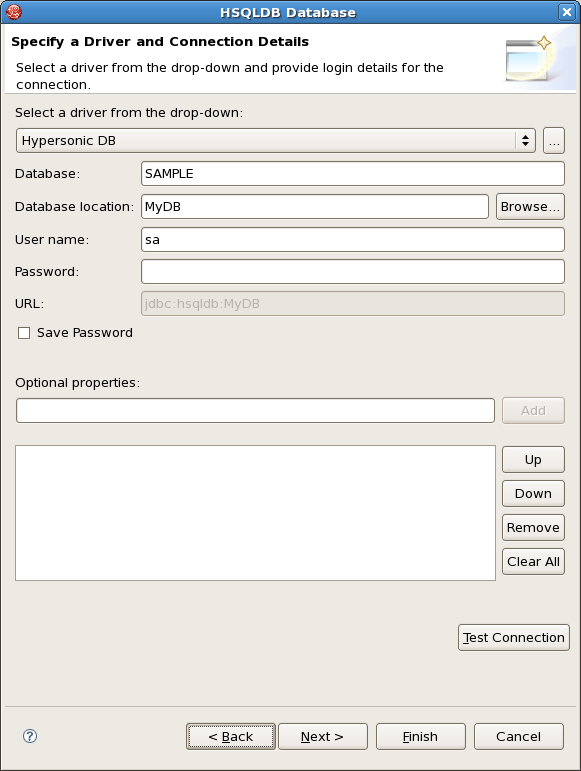 HSQLDB Database
Specify a Driver and Connection Details
Select a driver from the drop-down and provide login details for the
connection.
Select a driver from the drop-down:
Hypersonic DB
...
Database:
SAMPLE
Database location:
MyDB
Browse...
User name:
sa
Password:
URL:
jdbc:hsqldb:MyDB
Save Password
Optional properties:
Add
Up
Down
Remove
Clear All
Test Connection
?
< Back
Next >
Finish
Cancel